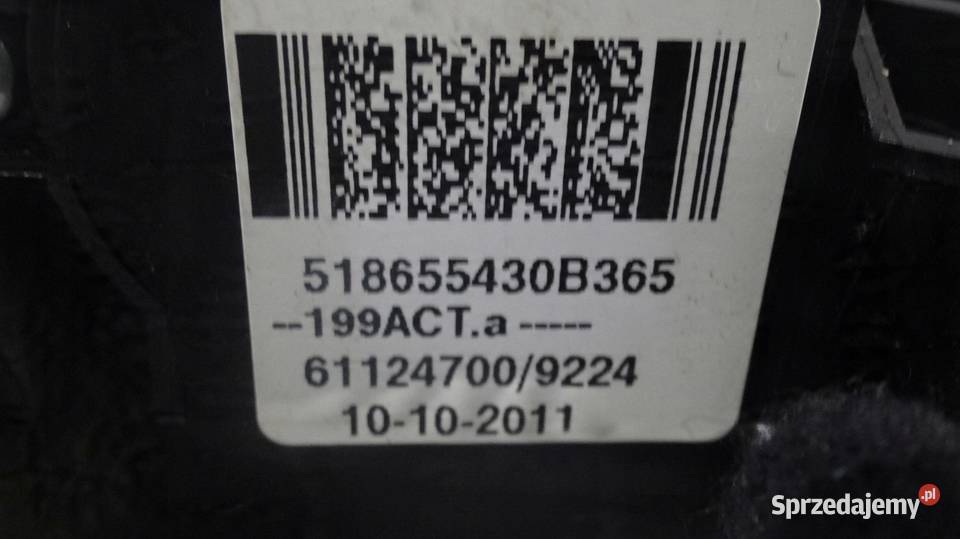 518655430B365
--199ACT.a -----
61124700/9224
10-10-2011
Sprzedajemy.pl